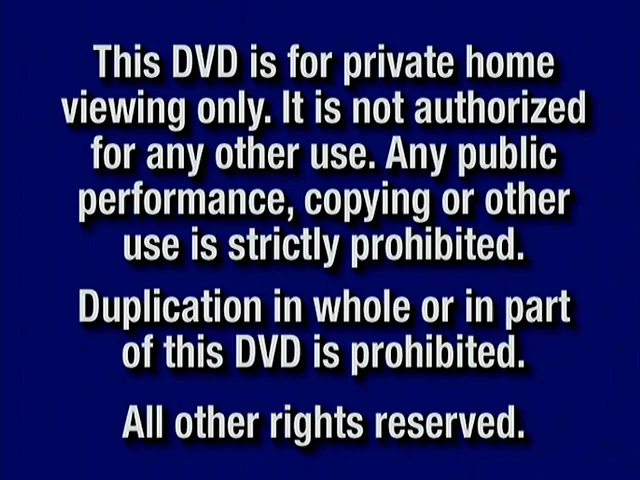 This DVD is for private home
viewing only. It is not authorized
for any other use. Any public
performance, copying or other
use is strictly prohibited.
Duplication in whole or in part
of this DVD is prohibited.
All other rights reserved.